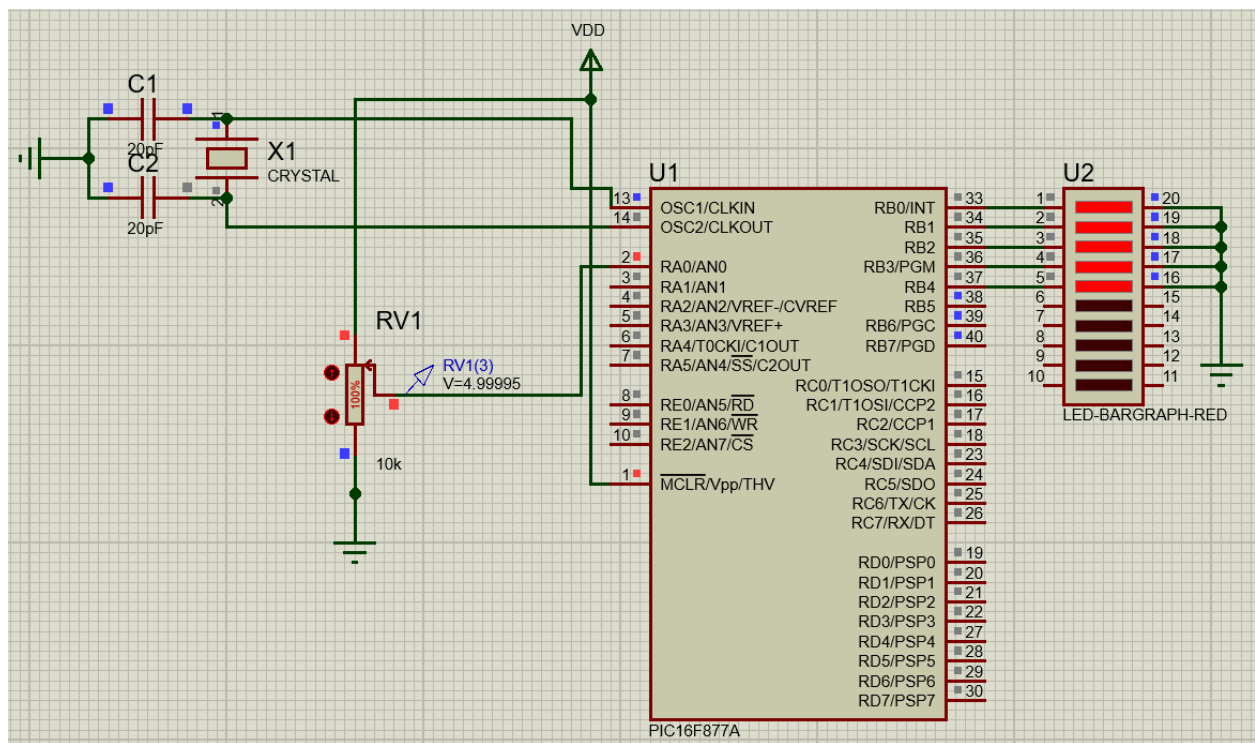 VDD
C1
20pF
C2
20pF
1
2
X1
CRYSTAL
RV1
RV1(3)
V=4.99995
100%
10k
U1
13 OSC1/CLKIN
14 OSC2/CLKOUT
2 RA0/AN0
3 RA1/AN1
4 RA2/AN2/VREF-/CVREF
5 RA3/AN3/VREF+
6 RA4/T0CKI/C1OUT
7 RA5/AN4/SS/C2OUT
8 RE0/AN5/RD
9 RE1/AN6/WR
10 RE2/AN7/CS
1 MCLR/Vpp/THV
RB0/INT 33
RB1 34
RB2 35
RB3/PGM 36
RB4 37
RB5 38
RB6/PGC 39
RB7/PGD 40
RC0/T1OSO/T1CKI 15
RC1/T1OSI/CCP2 16
RC2/CCP1 17
RC3/SCK/SCL 18
RC4/SDI/SDA 23
RC5/SDO 24
RC6/TX/CK 25
RC7/RX/DT 26
RD0/PSP0 19
RD1/PSP1 20
RD2/PSP2 21
RD3/PSP3 22
RD4/PSP4 27
RD5/PSP5 28
RD6/PSP6 29
RD7/PSP7 30
PIC16F877A
U2
1 20
2 19
3 18
4 17
5 16
6 15
7 14
8 13
9 12
10 11
LED-BARGRAPH-RED